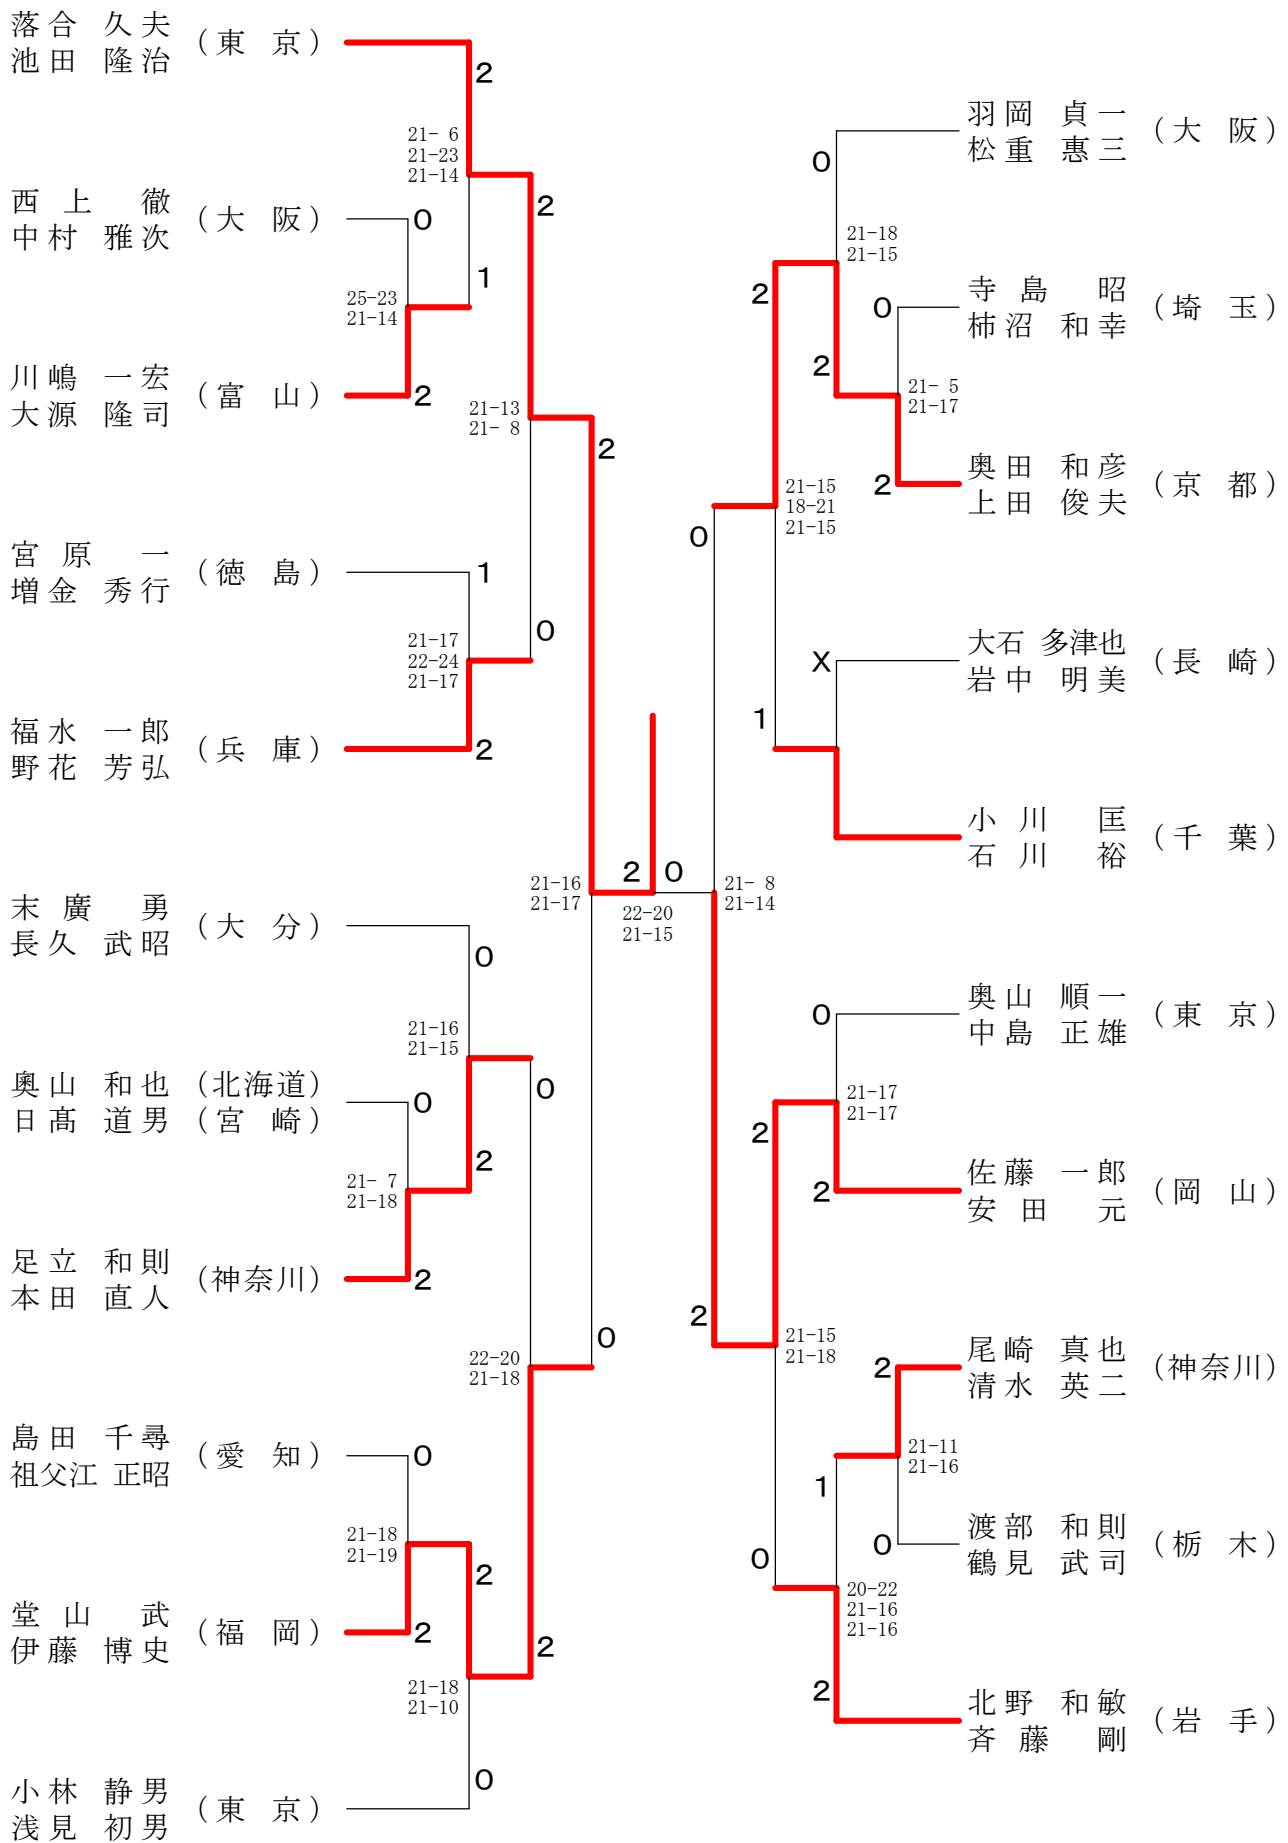 落合 久夫
池田 隆治
(東 京)
2
21- 6
21-23
21-14
西上 徹
中村 雅次
(大 阪)
0
2
1
25-23
21-14
川嶋 一宏
大源 隆司
(富 山)
2
21-13
21- 8
2
宮原 一
増金 秀行
(徳 島)
1
0
21-17
22-24
21-17
福水 一郎
野花 芳弘
(兵 庫)
2
21-16
21-17
2
0
22-20
21-15
末廣 勇
長久 武昭
(大 分)
0
21-16
21-15
奥山 和也
日髙 道男
(北海道)
(宮 崎)
0
0
2
21- 7
21-18
足立 和則
本田 直人
(神奈川)
2
0
22-20
21-18
島田 千尋
祖父江 正昭
(愛 知)
0
21-18
21-19
2
堂山 武
伊藤 博史
(福 岡)
2
2
21-18
21-10
小林 静男
浅見 初男
(東 京)
0
羽岡 貞一
松重 惠三
(大 阪)
0
21-18
21-15
2
寺島 昭
柿沼 和幸
(埼 玉)
0
2
21- 5
21-17
奥田 和彦
上田 俊夫
(京 都)
2
21-15
18-21
21-15
0
大石 多津也
岩中 明美
(長 崎)
X
1
小川 匡
石川 裕
(千 葉)
21- 8
21-14
奥山 順一
中島 正雄
(東 京)
0
21-17
21-17
2
佐藤 一郎
安田 元
(岡 山)
2
2
21-15
21-18
尾崎 真也
清水 英二
(神奈川)
2
21-11
21-16
1
渡部 和則
鶴見 武司
(栃 木)
0
0
20-22
21-16
21-16
北野 和敏
斉藤 剛
(岩 手)
2